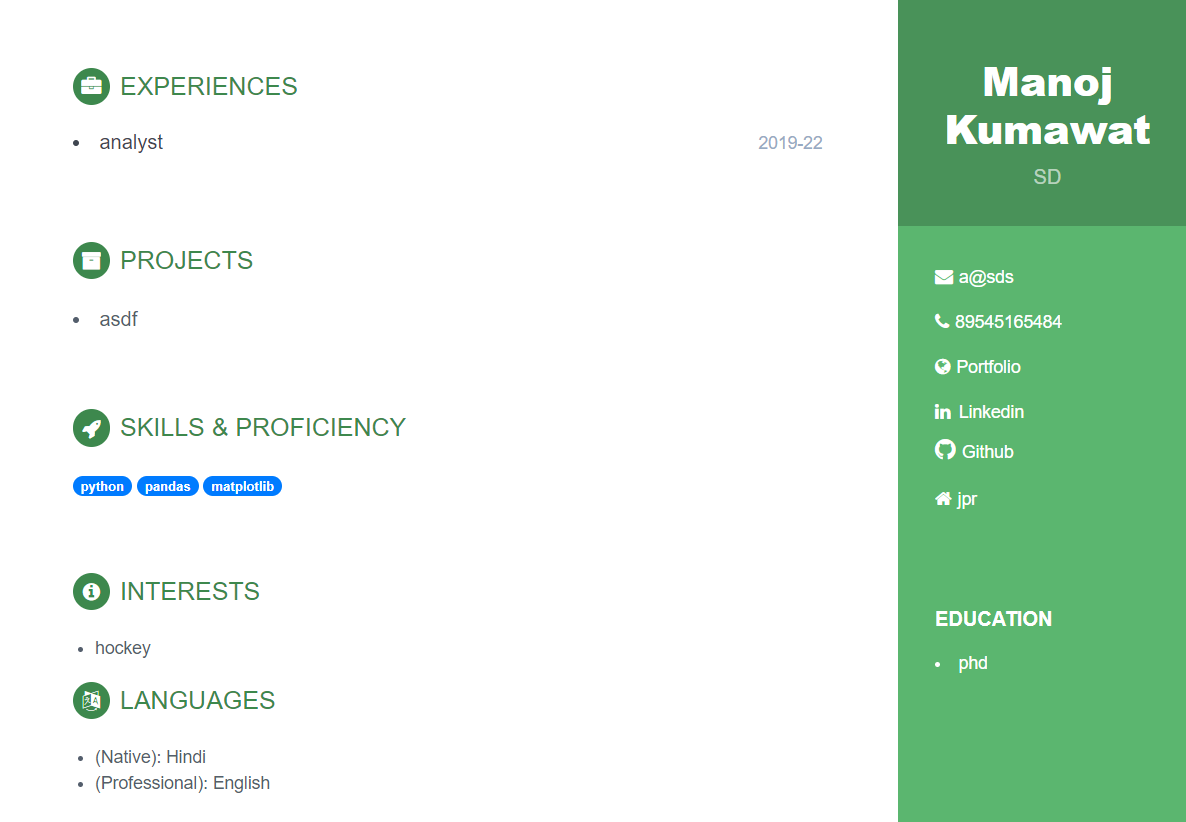 EXPERIENCES
analyst 2019-22
PROJECTS
asdf
SKILLS & PROFICIENCY
python pandas matplotlib
INTERESTS
hockey
LANGUAGES
(Native): Hindi
(Professional): English
Manoj
Kumawat
SD
a@sds
89545165484
Portfolio
Linkedin
Github
jpr
EDUCATION
phd